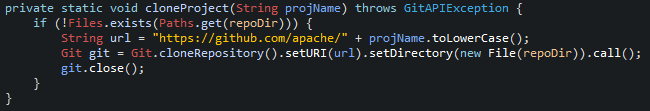 private static void cloneProject(String projName) throws GitAPIException {
    if (!Files.exists(Paths.get(repoDir))) {
        String url = "https://github.com/apache/" + projName.toLowerCase();
        Git git = Git.cloneRepository().setURI(url).setDirectory(new File(repoDir)).call();
        git.close();
    }
}